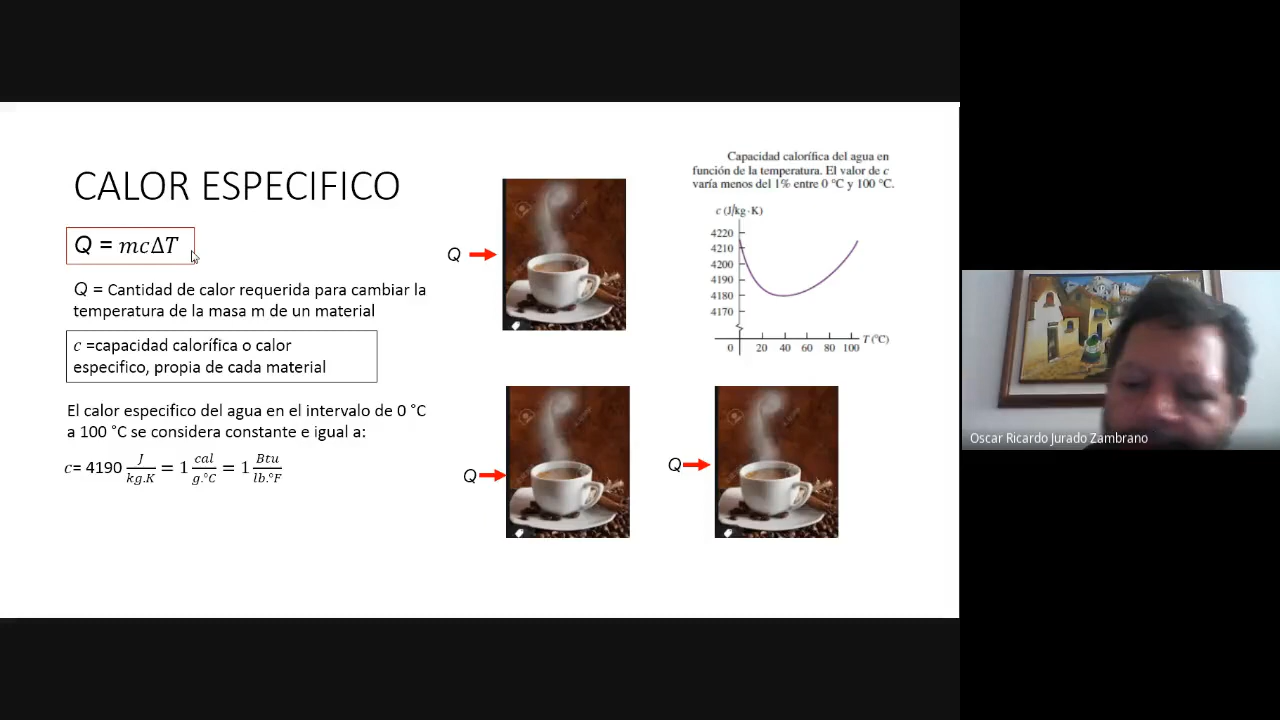 CALOR ESPECIFICO
Q = mcΔT
Q = Cantidad de calor requerida para cambiar la
temperatura de la masa m de un material
c =capacidad calorífica o calor
especifico, propia de cada material
El calor especifico del agua en el intervalo de 0 °C
a 100 °C se considera constante e igual a:
c= 4190 J/kg.K = 1 cal/g.°C = 1 Btu/lb.°F
Q
Q
Q
Capacidad calorífica del agua en
función de la temperatura. El valor de c
varía menos del 1% entre 0 °C y 100 °C.
c (J/kg · K)
4220
4210
4200
4190
4180
4170
0 20 40 60 80 100 T (°C)
Oscar Ricardo Jurado Zambrano